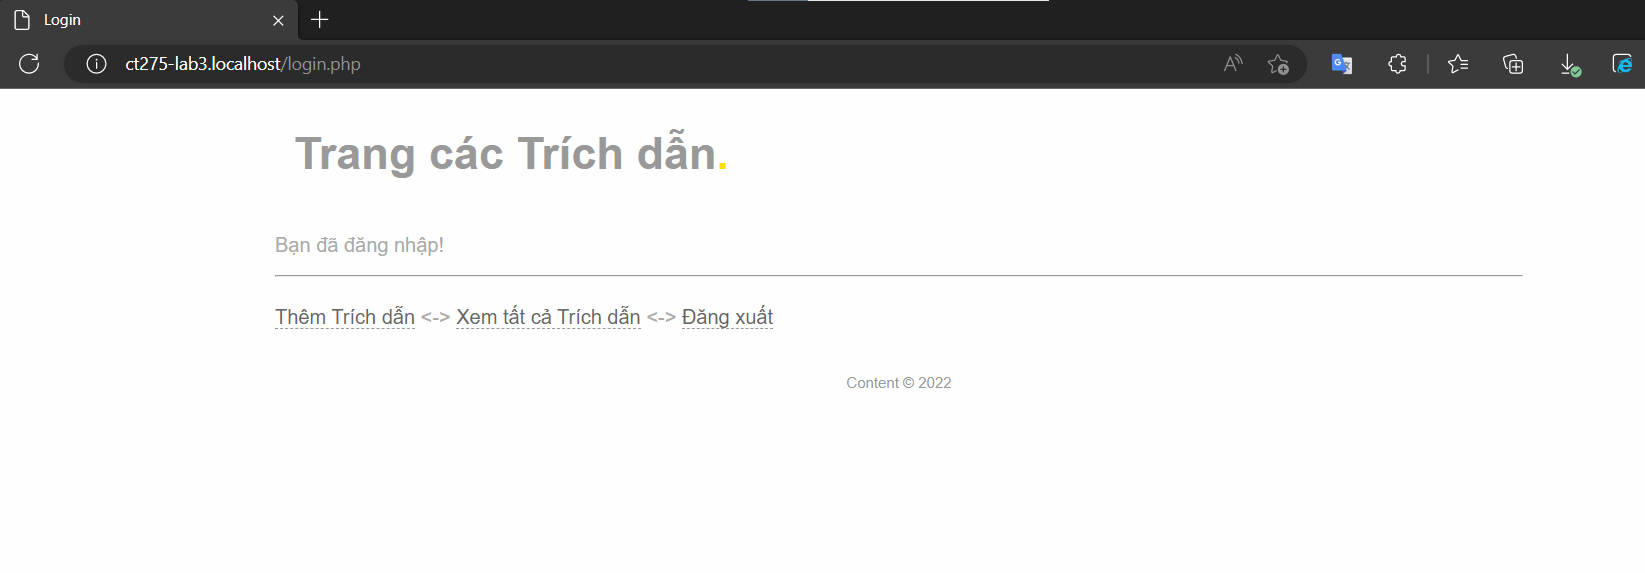 Login
ct275-lab3.localhost/login.php
Trang các Trích dẫn.
Bạn đã đăng nhập!
Thêm Trích dẫn <-> Xem tất cả Trích dẫn <-> Đăng xuất
Content © 2022